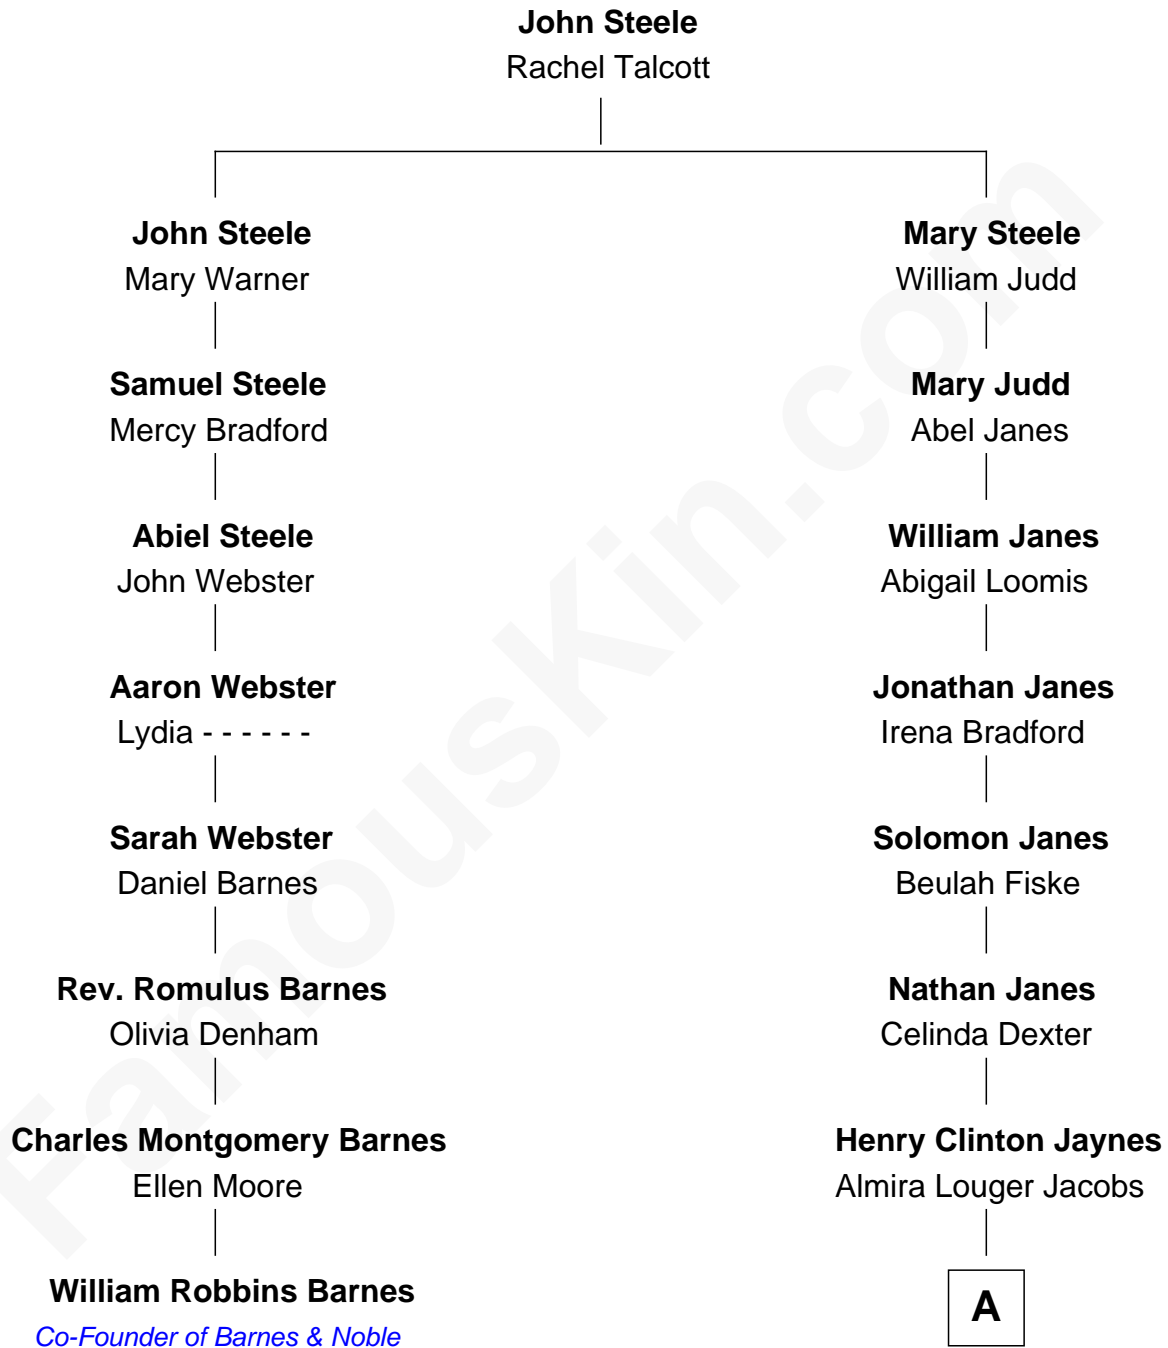 John Steele
Rachel Talcott
John Steele
Mary Warner
Mary Steele
William Judd
Samuel Steele
Mercy Bradford
Mary Judd
Abel Janes
Abiel Steele
John Webster
William Janes
Abigail Loomis
Aaron Webster
Lydia - - - - - -
Jonathan Janes
Irena Bradford
Sarah Webster
Daniel Barnes
Solomon Janes
Beulah Fiske
Rev. Romulus Barnes
Olivia Denham
Nathan Janes
Celinda Dexter
Charles Montgomery Barnes
Ellen Moore
Henry Clinton Jaynes
Almira Louger Jacobs
William Robbins Barnes
Co-Founder of Barnes & Noble
A
FamousKin.com